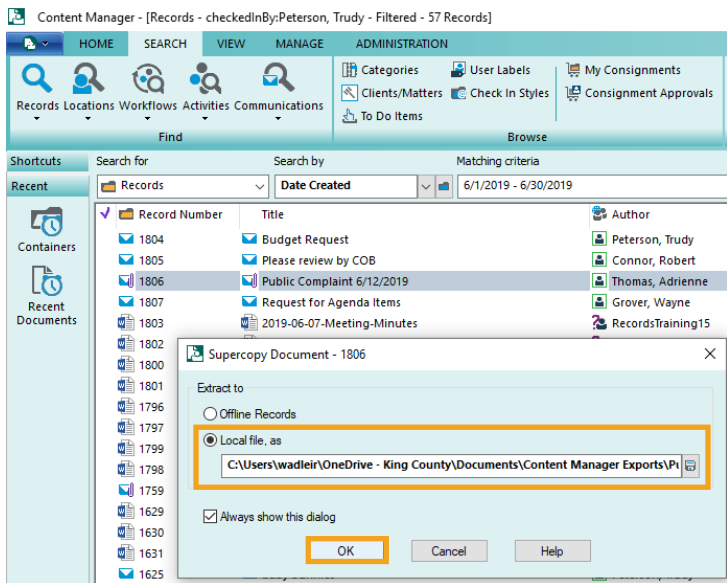 Content Manager - [Records - checkedInBy:Peterson, Trudy - Filtered - 57 Records]
HOME SEARCH VIEW MANAGE ADMINISTRATION
Records Locations Workflows Activities Communications
Find
Categories User Labels My Consignments
Clients/Matters Check In Styles Consignment Approvals
To Do Items
Browse
Shortcuts Search for Search by Matching criteria
Recent Records Date Created 6/1/2019 - 6/30/2019
Containers
Recent
Documents
Record Number Title Author
1804 Budget Request Peterson, Trudy
1805 Please review by COB Connor, Robert
1806 Public Complaint 6/12/2019 Thomas, Adrienne
1807 Request for Agenda Items Grover, Wayne
1803 2019-06-07-Meeting-Minutes RecordsTraining15
1802
1800
1801
1796
1797
1799
1798
1759
1629
1630
1631
1625
Supercopy Document - 1806
Extract to
Offline Records
Local file, as
C:\Users\wadleir\OneDrive - King County\Documents\Content Manager Exports\Pu
Always show this dialog
OK Cancel Help